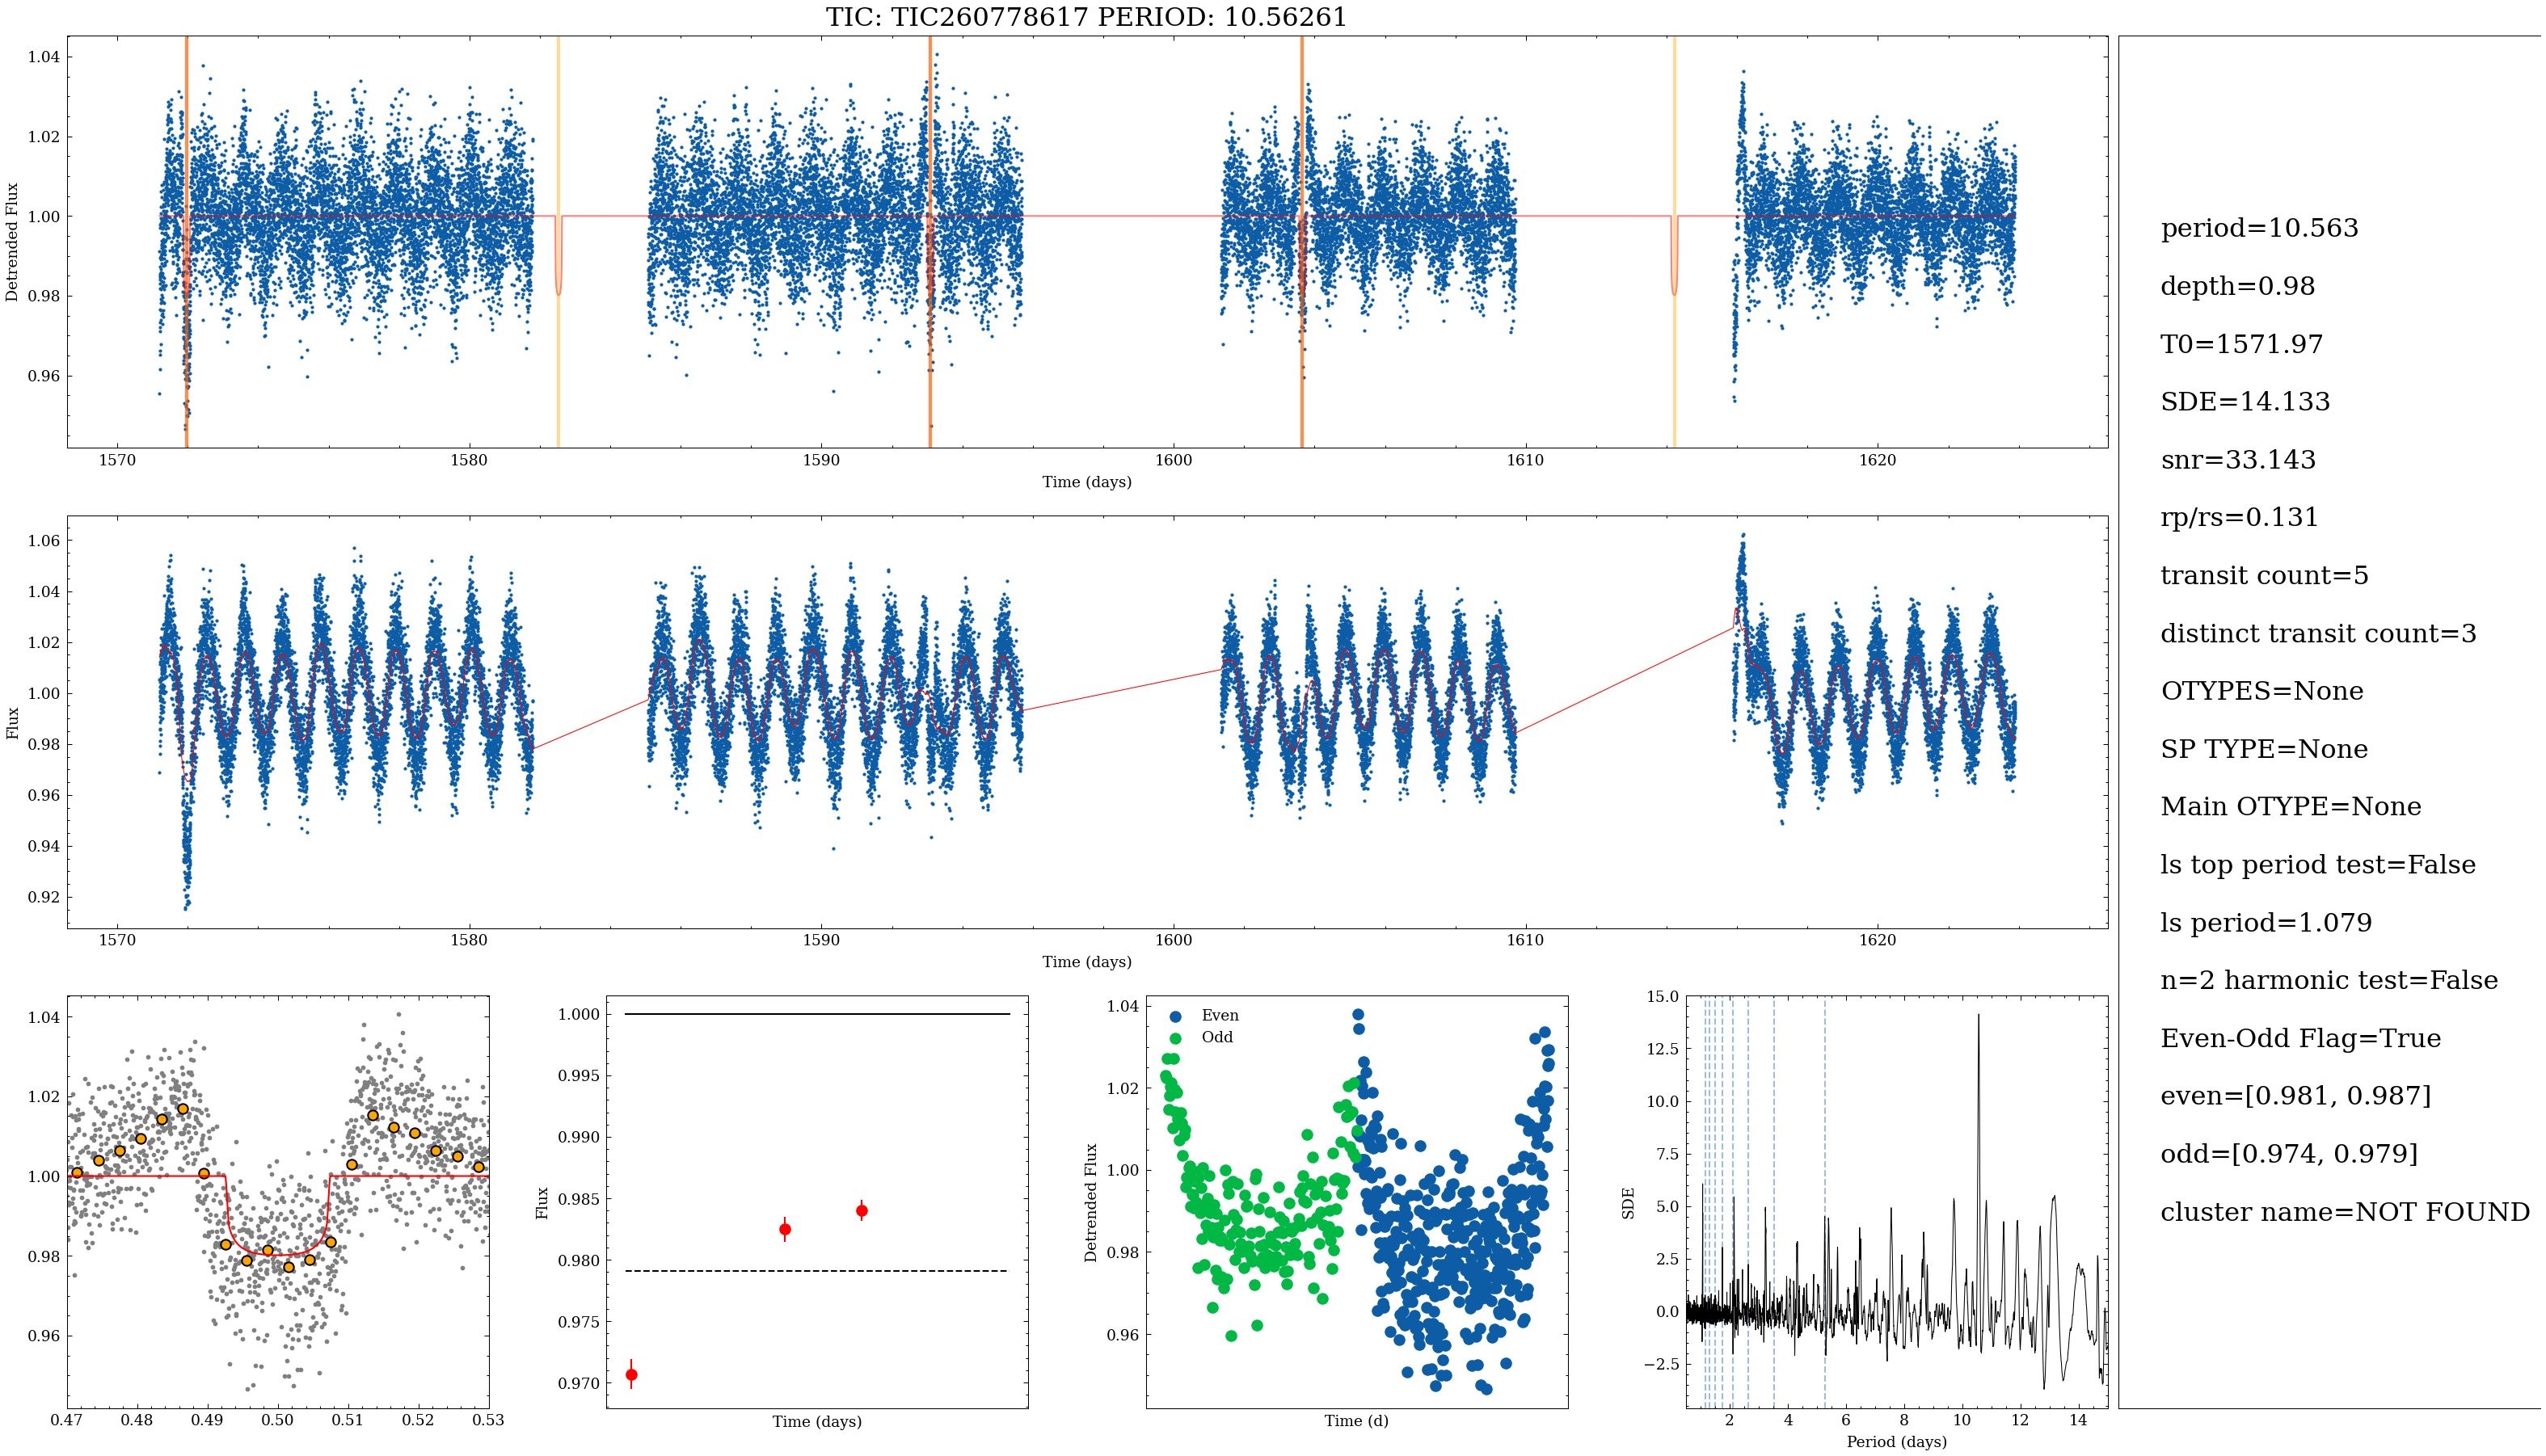 TIC: TIC260778617 PERIOD: 10.56261
1.04
1.02
1.00
0.98
0.96
Detrended Flux
1570 1580 1590 1600 1610 1620
Time (days)
1.06
1.04
1.02
1.00
0.98
0.96
0.94
0.92
Flux
1570 1580 1590 1600 1610 1620
Time (days)
1.04
1.02
1.00
0.98
0.96
0.47 0.48 0.49 0.50 0.51 0.52 0.53
1.000
0.995
0.990
0.985
0.980
0.975
0.970
Flux
Time (days)
Even
Odd
1.04
1.02
1.00
0.98
0.96
Detrended Flux
Time (d)
15.0
12.5
10.0
7.5
5.0
2.5
0.0
−2.5
SDE
2 4 6 8 10 12 14
Period (days)
period=10.563
depth=0.98
T0=1571.97
SDE=14.133
snr=33.143
rp/rs=0.131
transit count=5
distinct transit count=3
OTYPES=None
SP TYPE=None
Main OTYPE=None
ls top period test=False
ls period=1.079
n=2 harmonic test=False
Even-Odd Flag=True
even=[0.981, 0.987]
odd=[0.974, 0.979]
cluster name=NOT FOUND